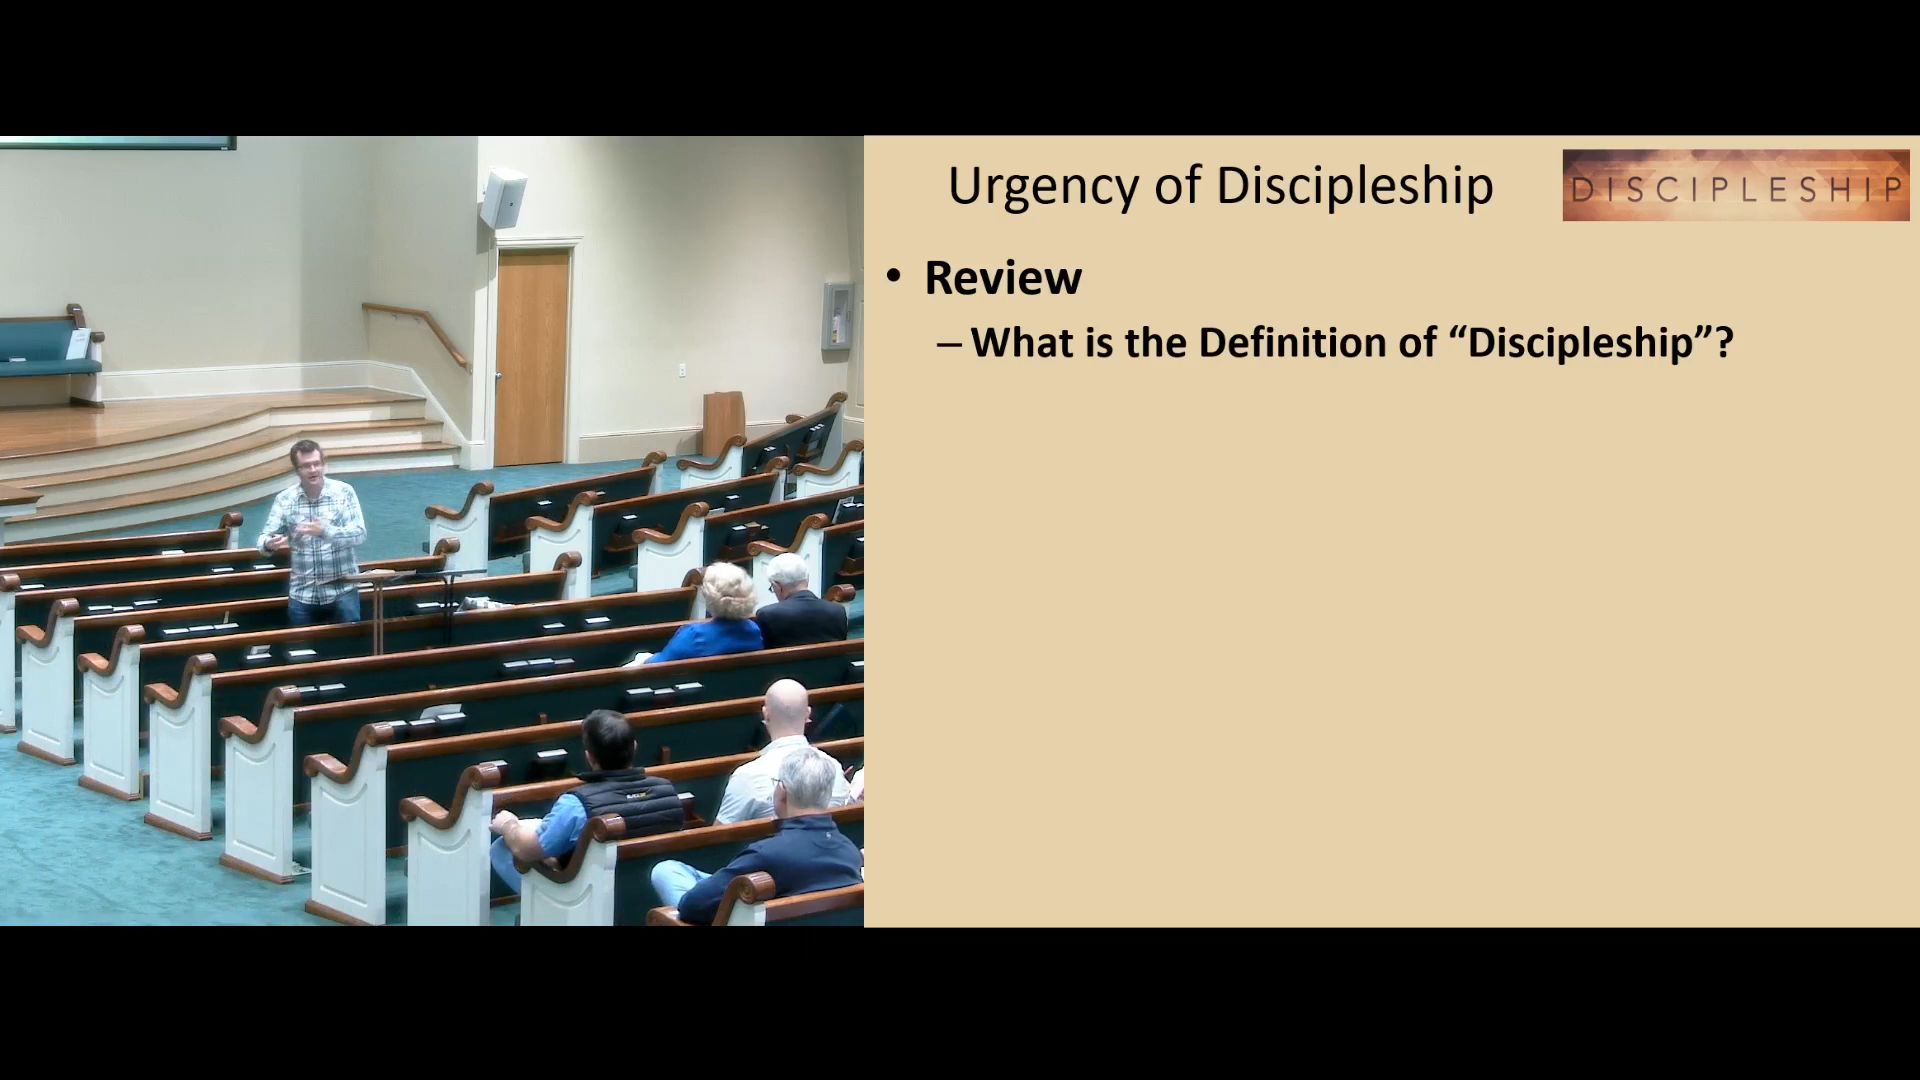 Urgency of Discipleship
DISCIPLESHIP
• Review
– What is the Definition of “Discipleship”?